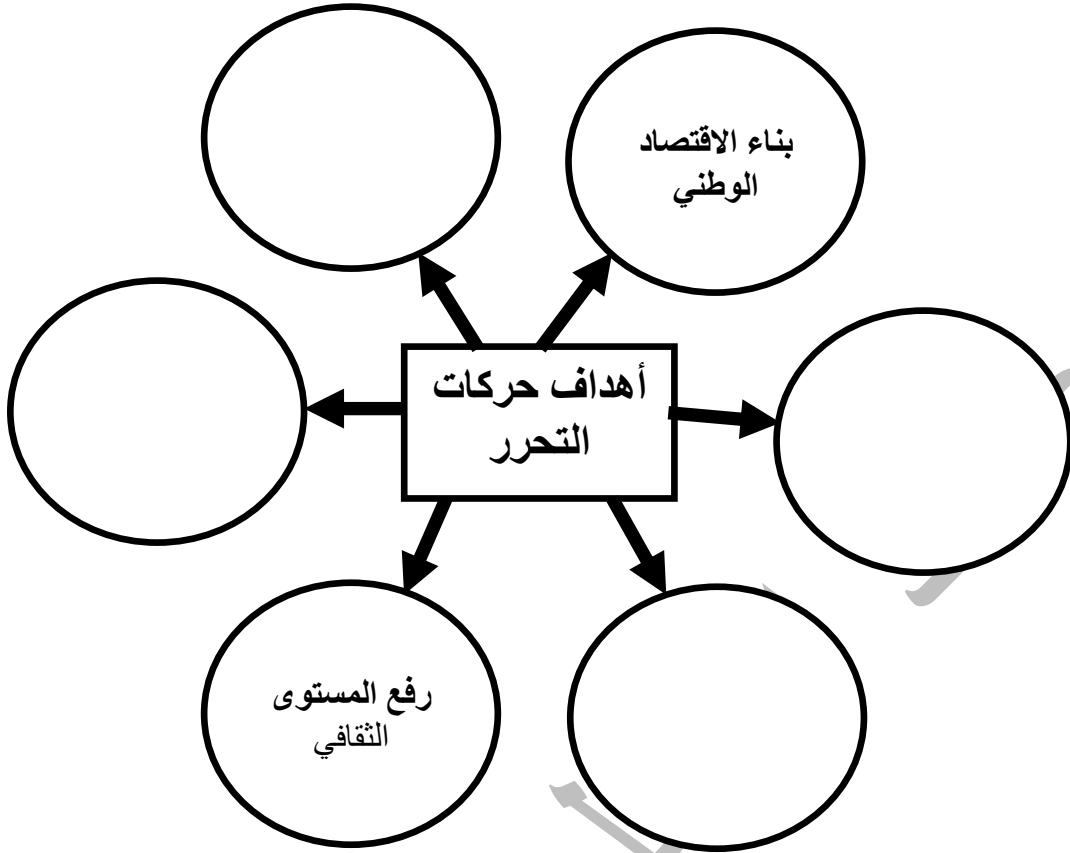 بناء الاقتصاد
الوطني
أهداف حركات
التحرر
رفع المستوى
الثقافي